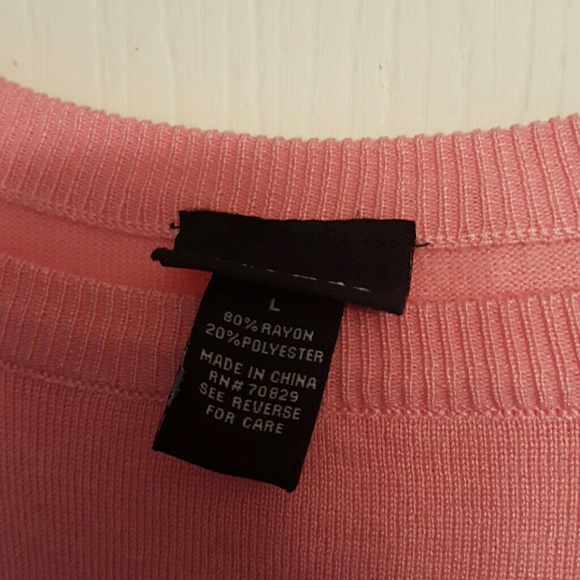 L
80% RAYON
20% POLYESTER
MADE IN CHINA
RN# 70829
SEE REVERSE
FOR CARE